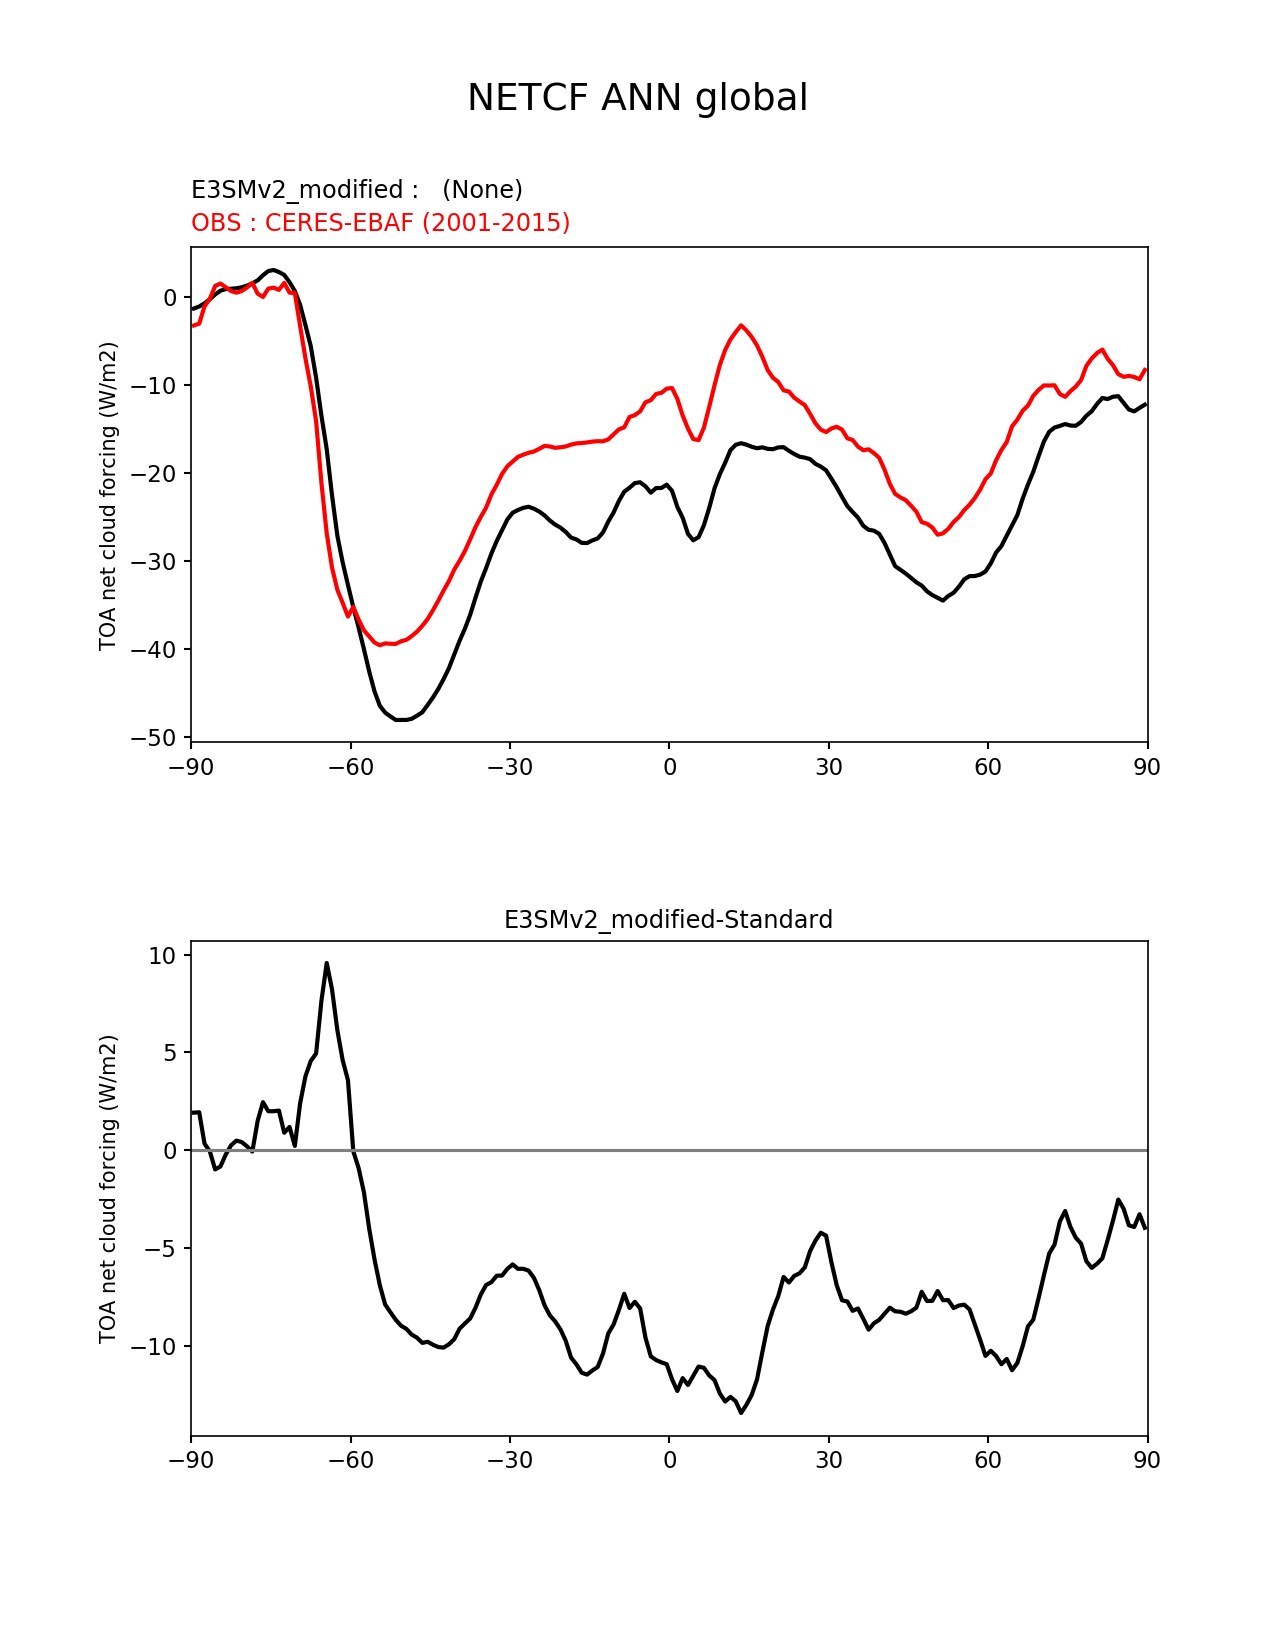 NETCF ANN global
E3SMv2_modified :   (None)
OBS : CERES-EBAF (2001-2015)
TOA net cloud forcing (W/m2)
0
−10
−20
−30
−40
−50
−90 −60 −30 0 30 60 90
E3SMv2_modified-Standard
TOA net cloud forcing (W/m2)
10
5
0
−5
−10
−90 −60 −30 0 30 60 90